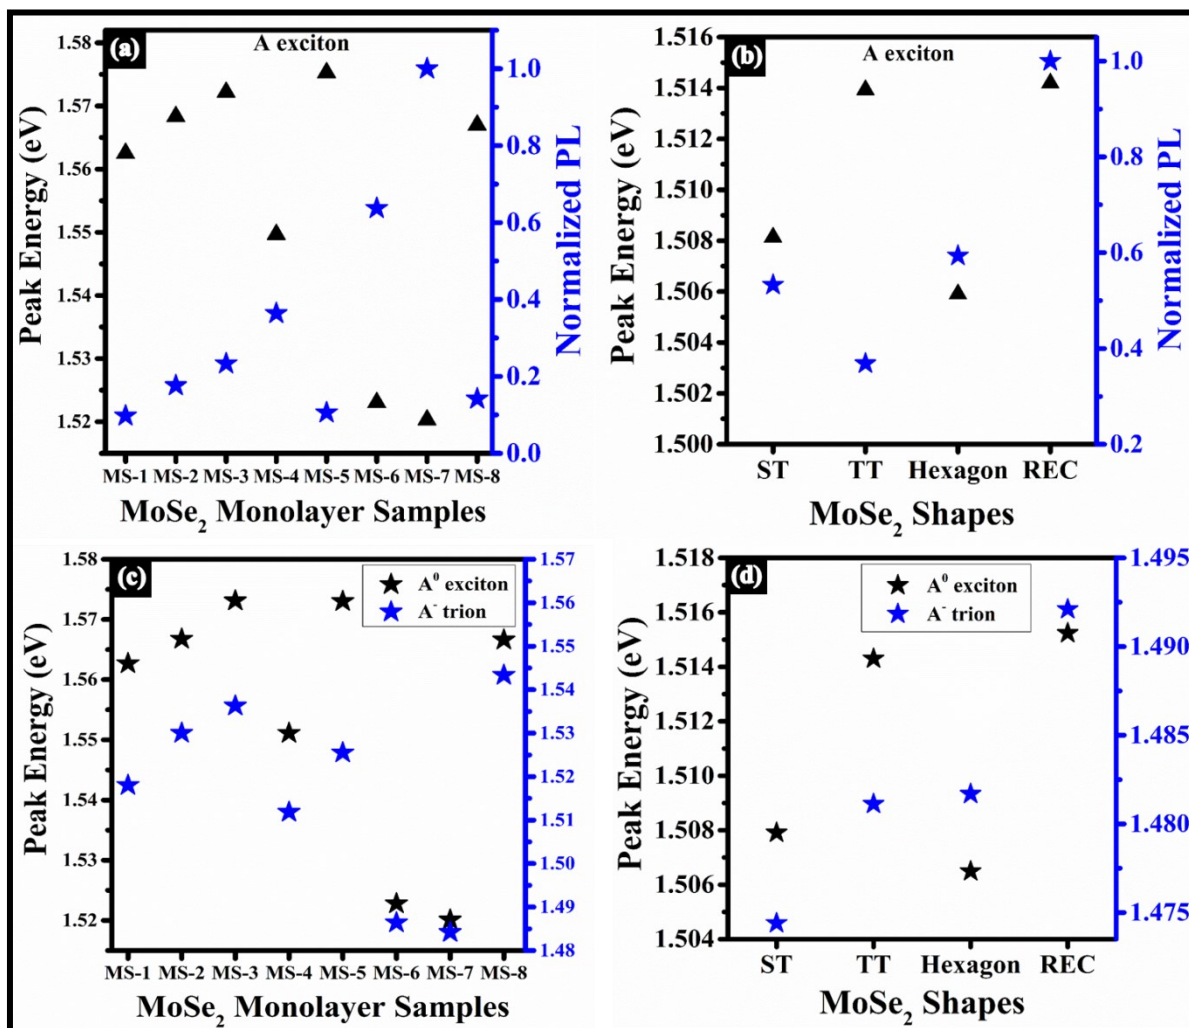 (a)
A exciton
Peak Energy (eV)
1.58
1.57
1.56
1.55
1.54
1.53
1.52
1.0
0.8
0.6
0.4
0.2
0.0
Normalized PL
MS-1 MS-2 MS-3 MS-4 MS-5 MS-6 MS-7 MS-8
MoSe₂ Monolayer Samples
(b)
A exciton
Peak Energy (eV)
1.516
1.514
1.512
1.510
1.508
1.506
1.504
1.502
1.500
1.0
0.8
0.6
0.4
0.2
Normalized PL
ST TT Hexagon REC
MoSe₂ Shapes
(c)
A⁰ exciton
A⁻ trion
Peak Energy (eV)
1.58
1.57
1.56
1.55
1.54
1.53
1.52
1.57
1.56
1.55
1.54
1.53
1.52
1.51
1.50
1.49
1.48
MS-1 MS-2 MS-3 MS-4 MS-5 MS-6 MS-7 MS-8
MoSe₂ Monolayer Samples
(d)
A⁰ exciton
A⁻ trion
Peak Energy (eV)
1.518
1.516
1.514
1.512
1.510
1.508
1.506
1.504
1.495
1.490
1.485
1.480
1.475
ST TT Hexagon REC
MoSe₂ Shapes